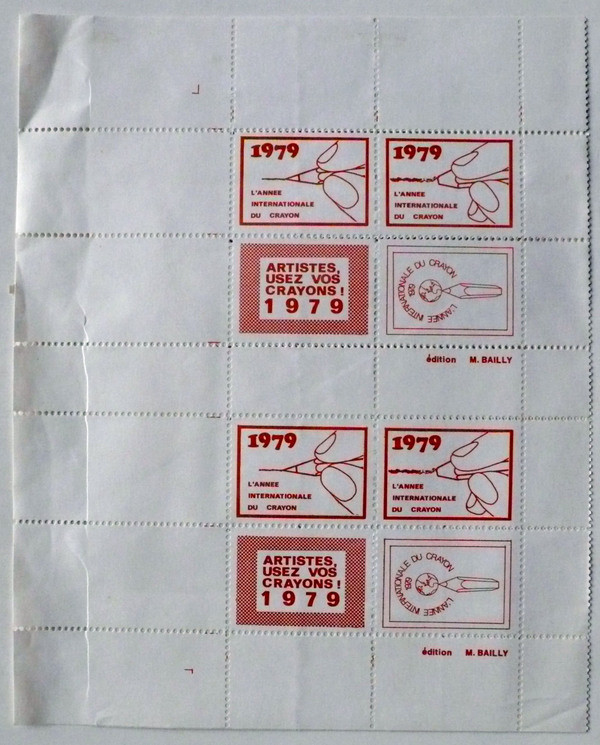 1979
L'ANNEE
INTERNATIONALE
DU CRAYON
1979
L'ANNEE
INTERNATIONALE
DU CRAYON
ARTISTES,
USEZ VOS
CRAYONS !
1979
L'ANNEE INTERNATIONALE DU CRAYON
édition M. BAILLY
1979
L'ANNEE
INTERNATIONALE
DU CRAYON
1979
L'ANNEE
INTERNATIONALE
DU CRAYON
ARTISTES,
USEZ VOS
CRAYONS !
1979
L'ANNEE INTERNATIONALE DU CRAYON
édition M. BAILLY